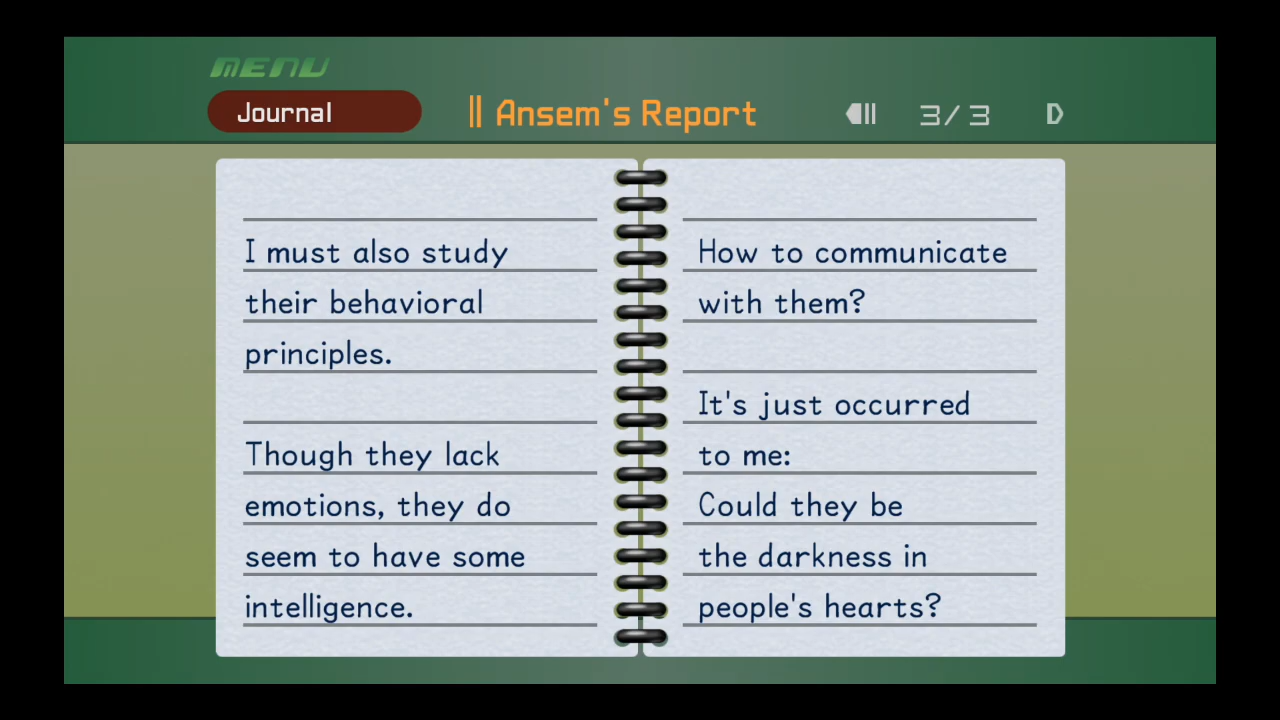 MENU
Journal
Ansem's Report
3/3
I must also study
their behavioral
principles.
Though they lack
emotions, they do
seem to have some
intelligence.
How to communicate
with them?
It's just occurred
to me:
Could they be
the darkness in
people's hearts?